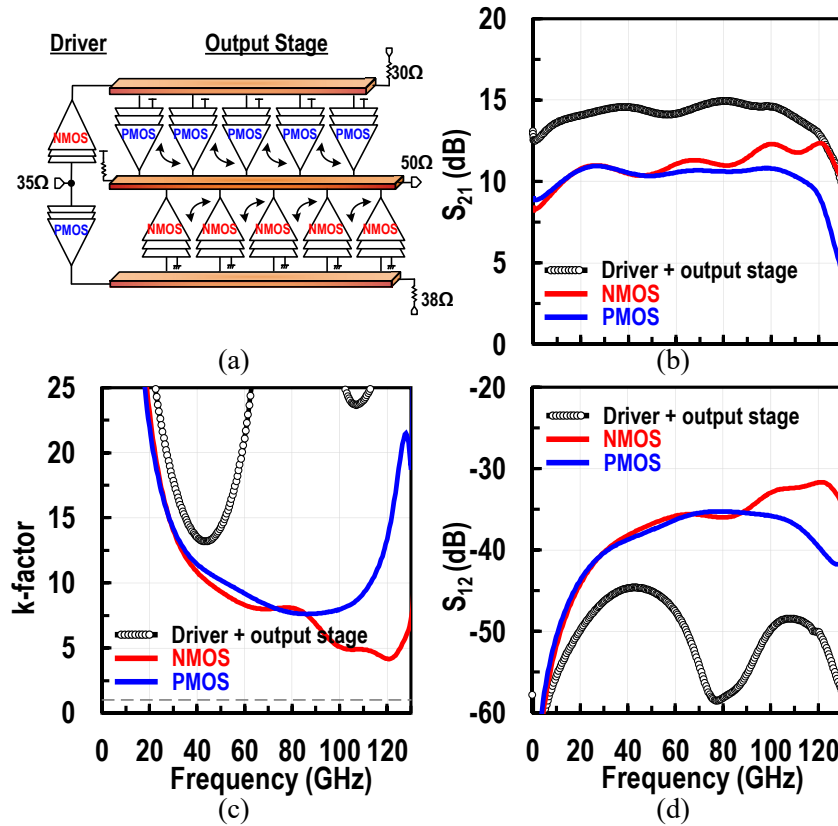 Driver Output Stage
30Ω
NMOS
PMOS PMOS PMOS PMOS PMOS
35Ω
50Ω
PMOS
NMOS NMOS NMOS NMOS NMOS
38Ω
(a)
S21 (dB)
20
15
10
5
0
Driver + output stage
NMOS
PMOS
(b)
k-factor
25
20
15
10
5
0
Driver + output stage
NMOS
PMOS
0 20 40 60 80 100 120
Frequency (GHz)
(c)
S12 (dB)
-20
-30
-40
-50
-60
Driver + output stage
NMOS
PMOS
0 20 40 60 80 100 120
Frequency (GHz)
(d)